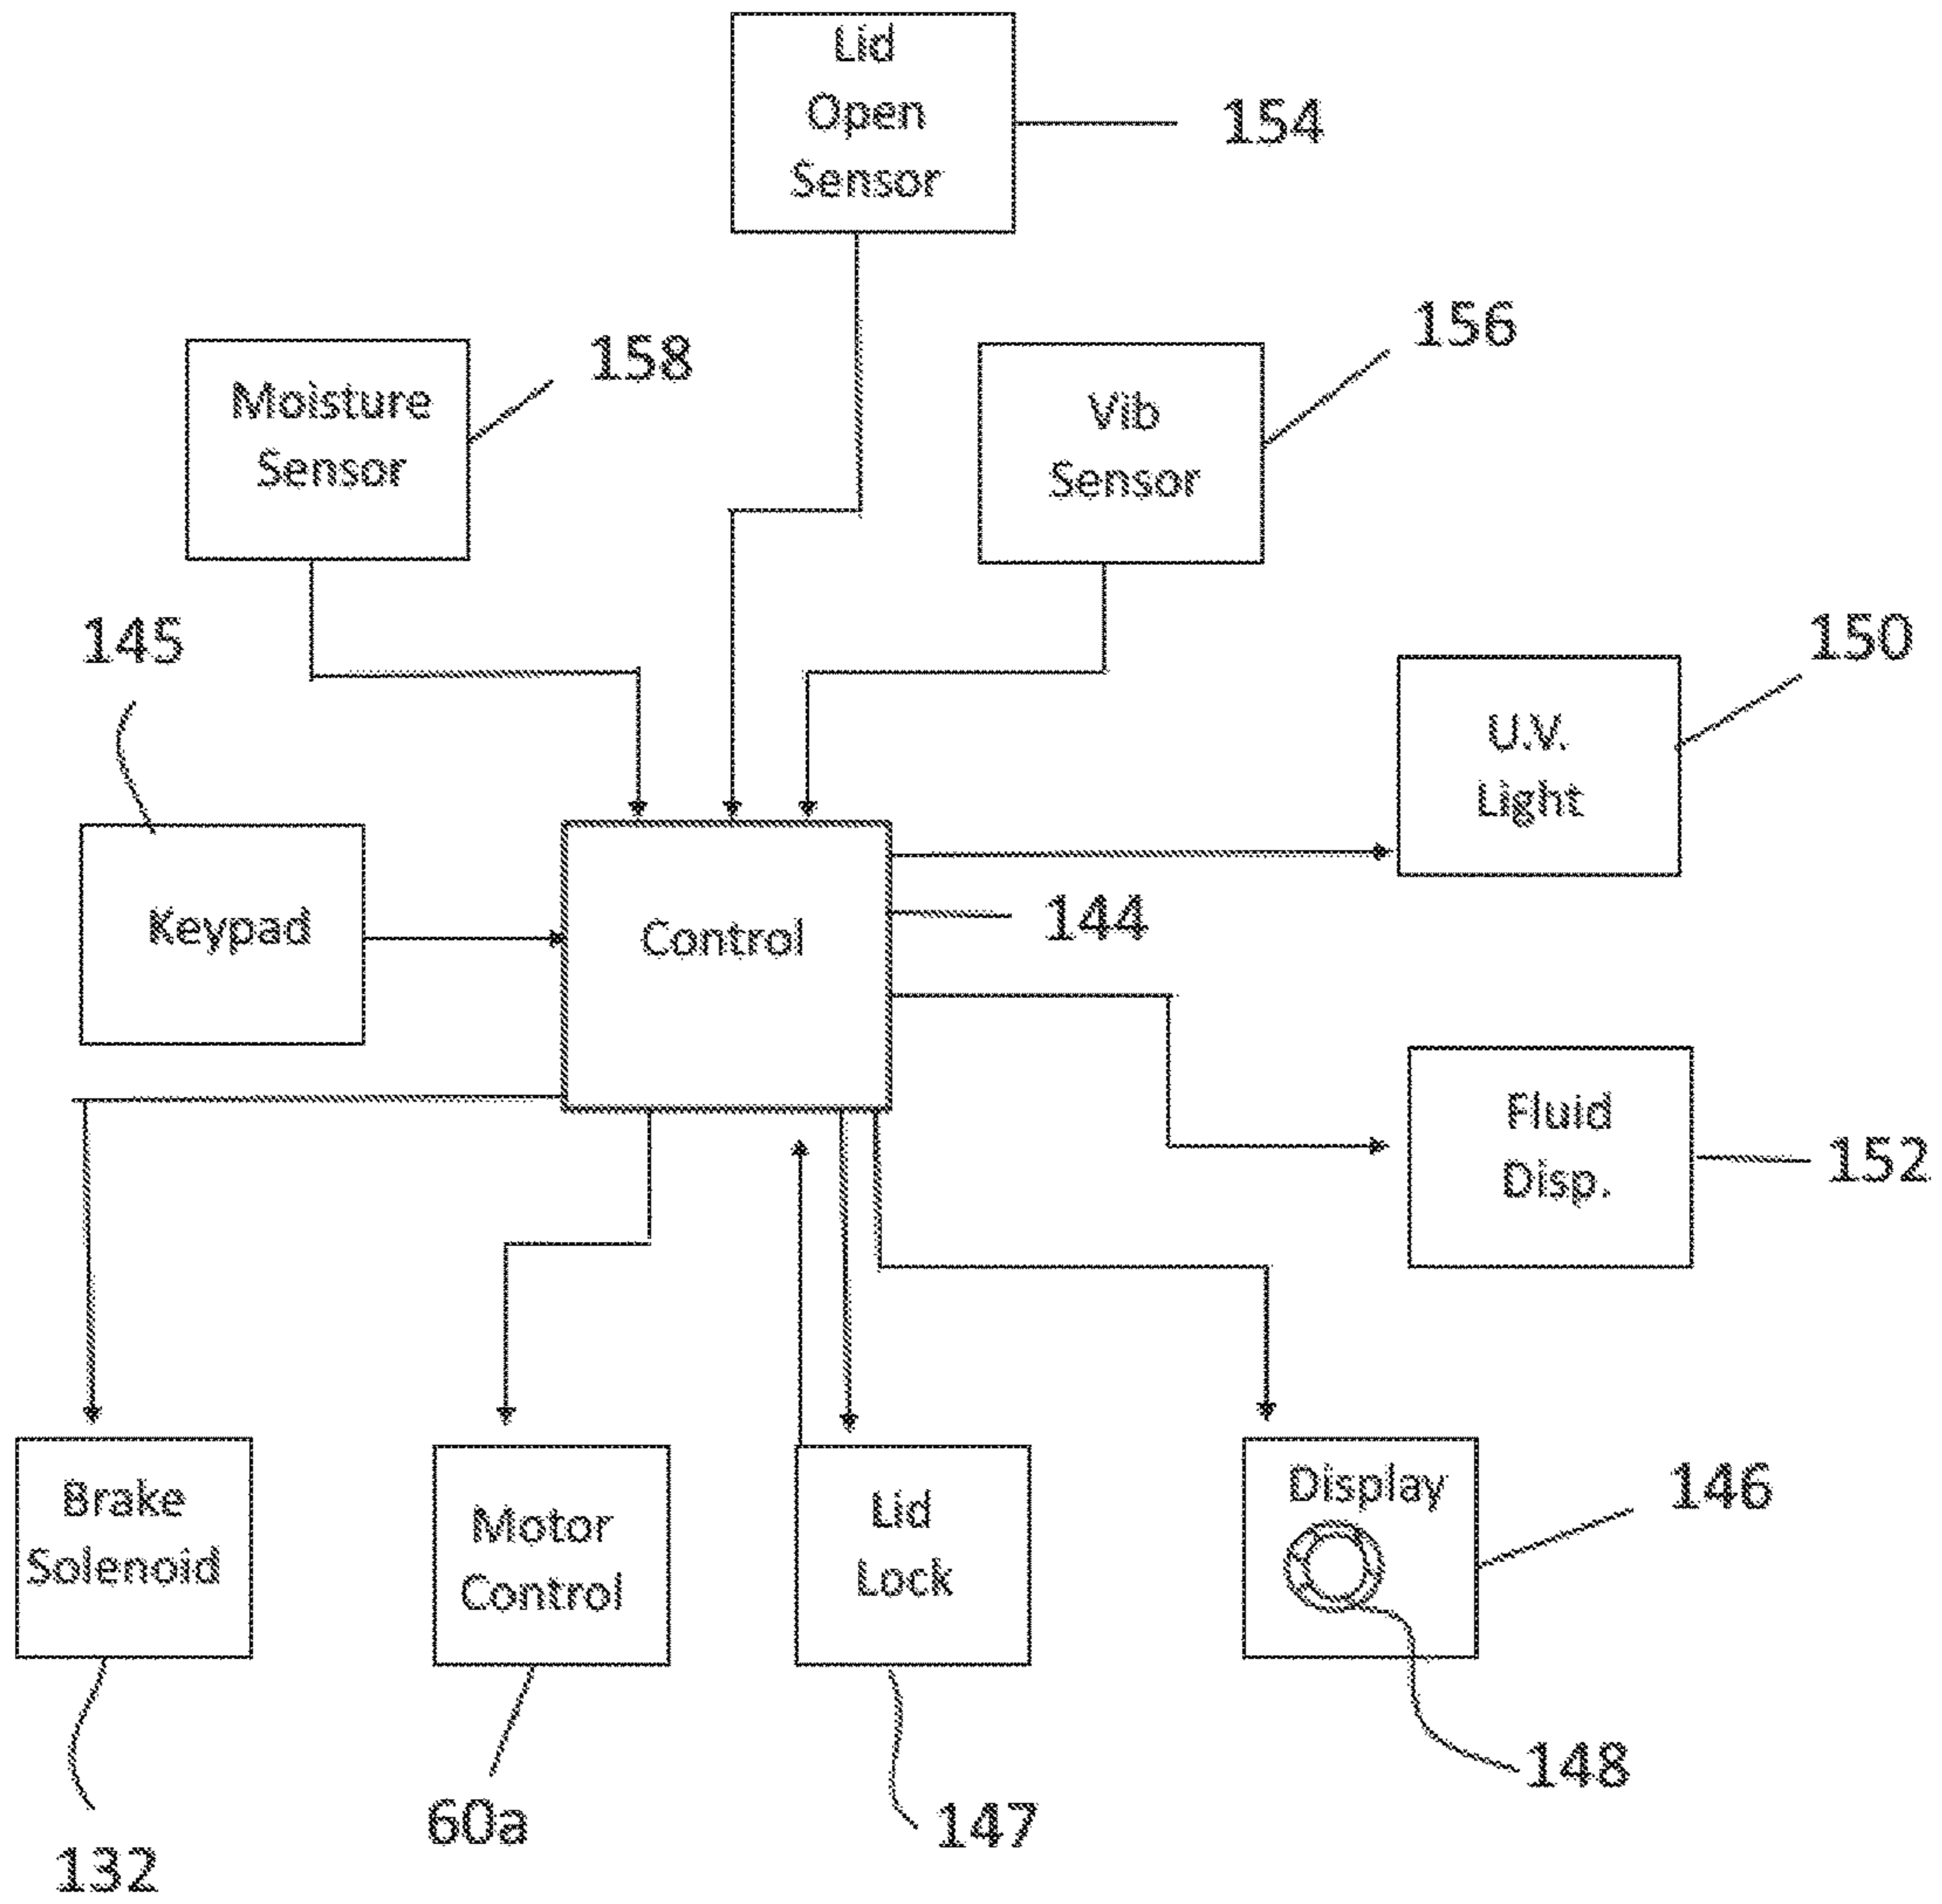 Lid
Open
Sensor
154
156
158
Moisture
Sensor
Vib
Sensor
145
150
U.V.
Light
Keypad
Control
144
Fluid
Disp.
152
Brake
Solenoid
Motor
Control
Lid
Lock
Display
146
148
60a
147
132